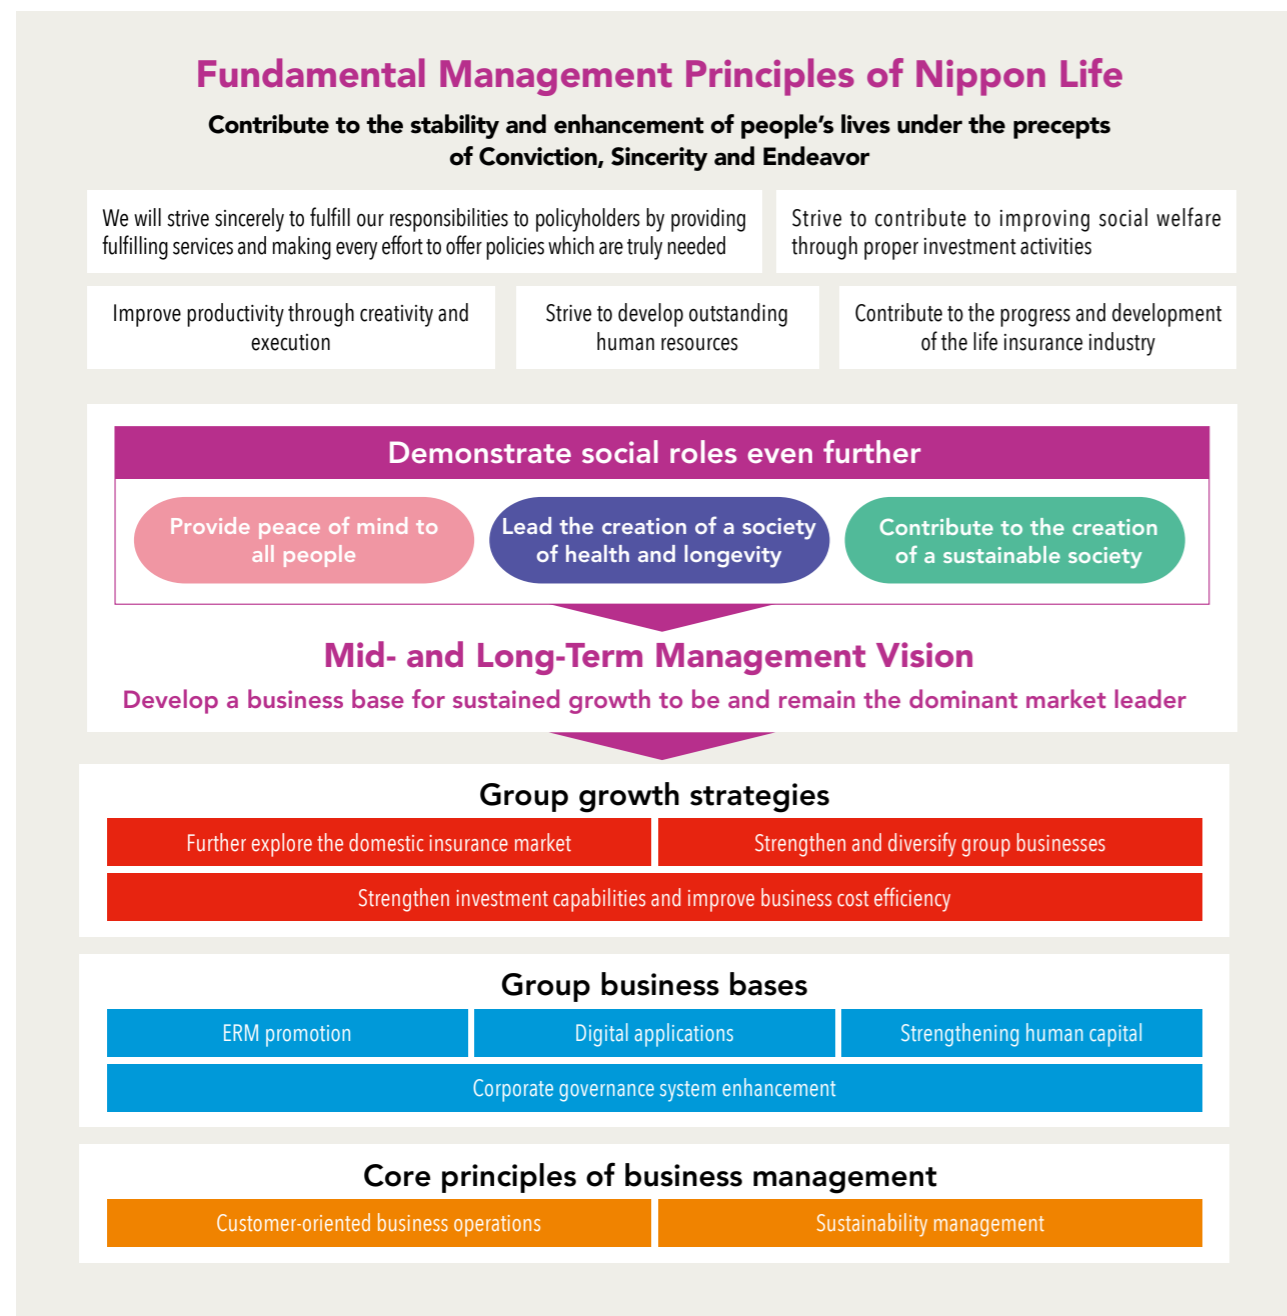 Fundamental Management Principles of Nippon Life
Contribute to the stability and enhancement of people’s lives under the precepts
of Conviction, Sincerity and Endeavor
We will strive sincerely to fulfill our responsibilities to policyholders by providing
fulfilling services and making every effort to offer policies which are truly needed
Strive to contribute to improving social welfare
through proper investment activities
Improve productivity through creativity and
execution
Strive to develop outstanding
human resources
Contribute to the progress and development
of the life insurance industry
Demonstrate social roles even further
Provide peace of mind to
all people
Lead the creation of a society
of health and longevity
Contribute to the creation
of a sustainable society
Mid- and Long-Term Management Vision
Develop a business base for sustained growth to be and remain the dominant market leader
Group growth strategies
Further explore the domestic insurance market
Strengthen and diversify group businesses
Strengthen investment capabilities and improve business cost efficiency
Group business bases
ERM promotion
Digital applications
Strengthening human capital
Corporate governance system enhancement
Core principles of business management
Customer-oriented business operations
Sustainability management